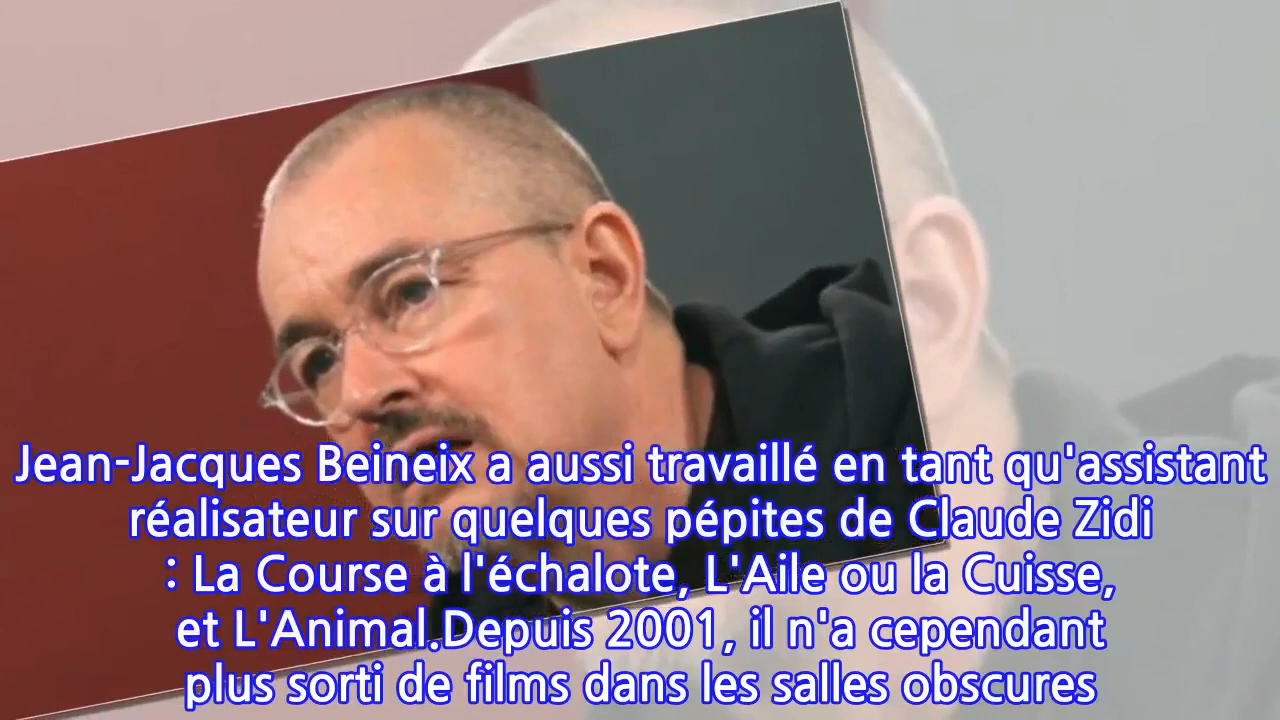 Jean-Jacques Beineix a aussi travaillé en tant qu'assistant
réalisateur sur quelques pépites de Claude Zidi
: La Course à l'échalote, L'Aile ou la Cuisse,
et L'Animal.Depuis 2001, il n'a cependant
plus sorti de films dans les salles obscures